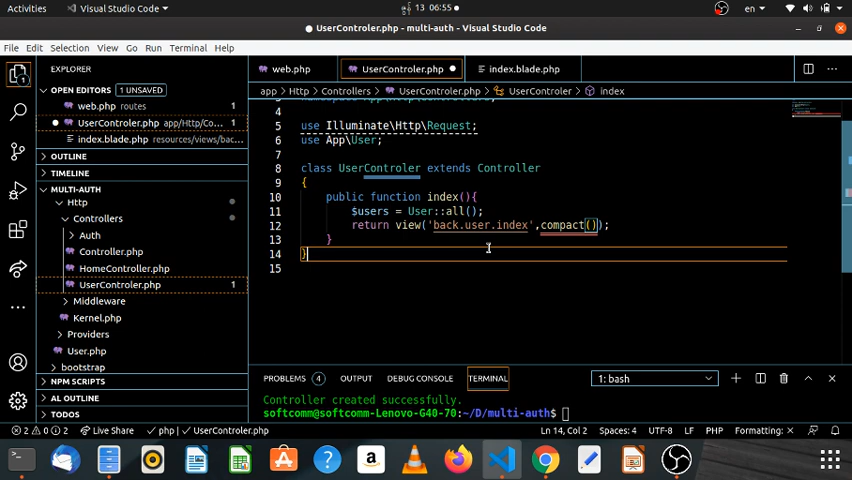 Activities
Visual Studio Code
13 06:55
en
UserControler.php - multi-auth - Visual Studio Code
File Edit Selection View Go Run Terminal Help
EXPLORER
web.php
UserControler.php
index.blade.php
OPEN EDITORS 1 UNSAVED
app > Http > Controllers > UserControler.php > UserControler > index
web.php routes 1
UserControler.php app/Http/Co... 1
index.blade.php resources/views/bac...
OUTLINE
TIMELINE
MULTI-AUTH
Http
Controllers
Auth
Controller.php
HomeController.php
UserControler.php 1
Middleware
Kernel.php
Providers
User.php
bootstrap
NPM SCRIPTS
AL OUTLINE
TODOS
4
5 use Illuminate\Http\Request;
6 use App\User;
7
8 class UserControler extends Controller
9 {
10 public function index(){
11 $users = User::all();
12 return view('back.user.index',compact());
13 }
14 }
15
PROBLEMS 4 OUTPUT DEBUG CONSOLE TERMINAL 1: bash
Controller created successfully.
softcomm@softcomm-Lenovo-G40-70:~/D/multi-auth$
2 0 2 Live Share php | UserControler.php Ln 14, Col 2 Spaces: 4 UTF-8 LF PHP Formatting: ×